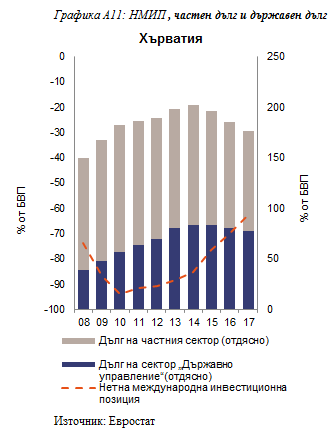 Графика А11: НМИП , частен дълг и държавен дълг
Хърватия
0
-10
-20
-30
-40
-50
-60
-70
-80
-90
-100
% от БВП
250
200
150
100
50
0
% от БВП
08 09 10 11 12 13 14 15 16 17
Дълг на частния сектор (отдясно)
Дълг на сектор „Държавно
управление“(отдясно)
Нетна международна инвестиционна
позиция
Източник: Евростат